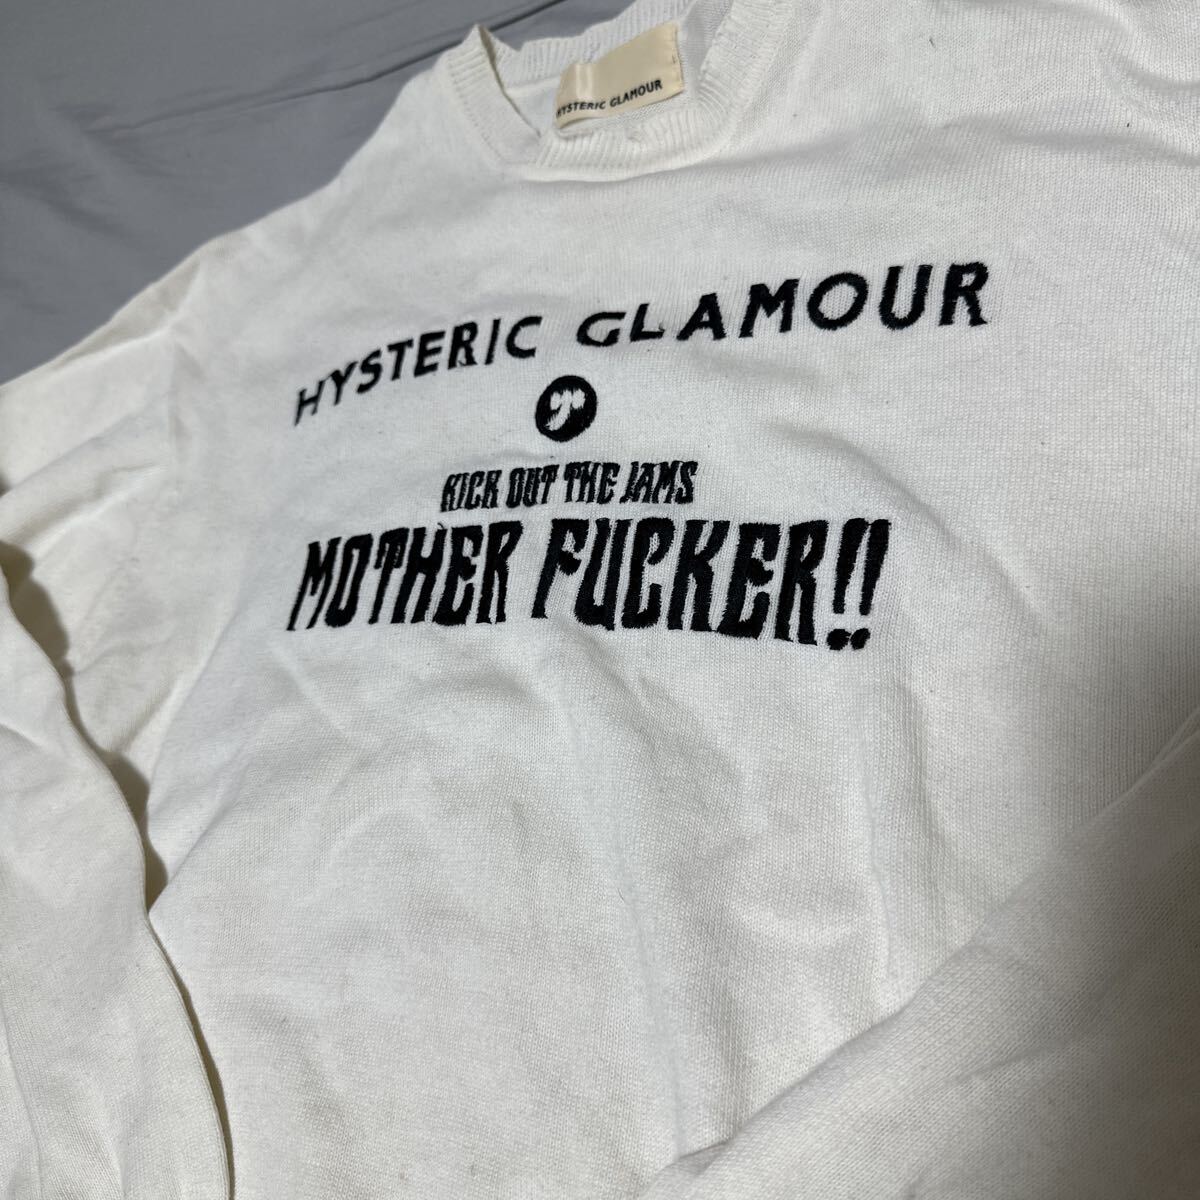 HYSTERIC GLAMOUR
HYSTERIC GLAMOUR
KICK OUT THE JAMS
MOTHER FUCKER!!